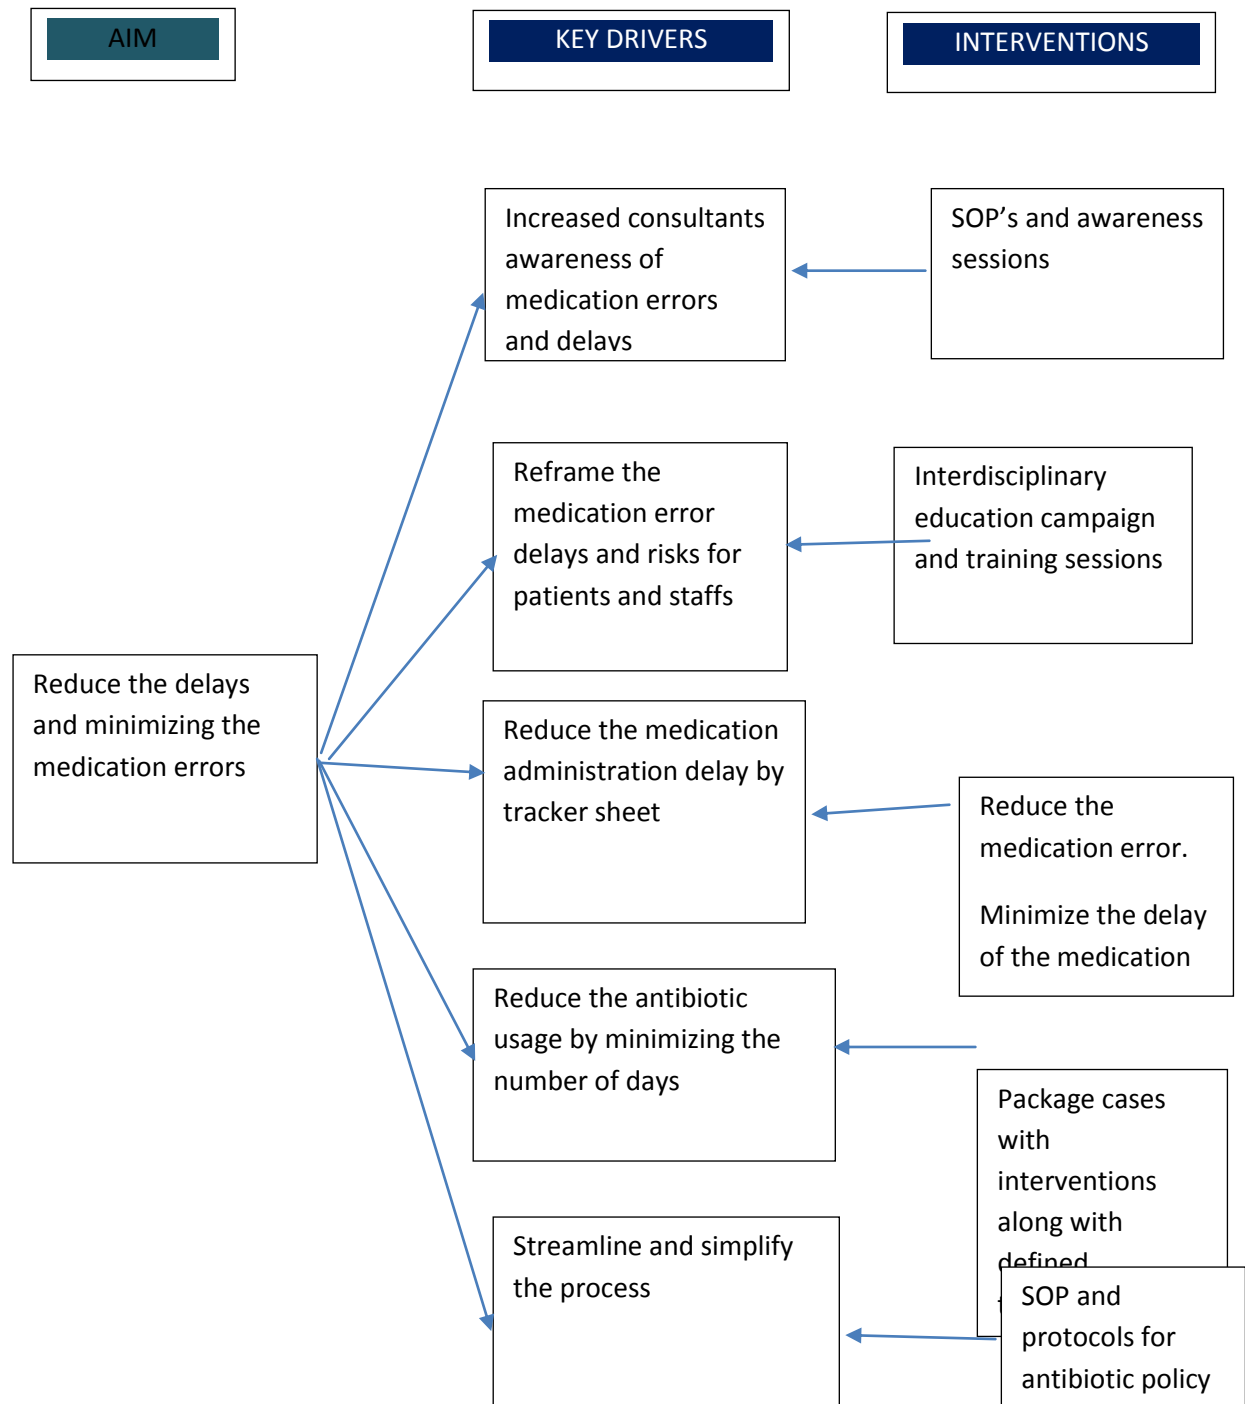 AIM
KEY DRIVERS
INTERVENTIONS
Increased consultants
awareness of
medication errors
and delays
SOP’s and awareness
sessions
Reframe the
medication error
delays and risks for
patients and staffs
Interdisciplinary
education campaign
and training sessions
Reduce the delays
and minimizing the
medication errors
Reduce the medication
administration delay by
tracker sheet
Reduce the
medication error.
Minimize the delay
of the medication
Reduce the antibiotic
usage by minimizing the
number of days
Package cases
with
interventions
along with
defined
Streamline and simplify
the process
SOP and
protocols for
antibiotic policy